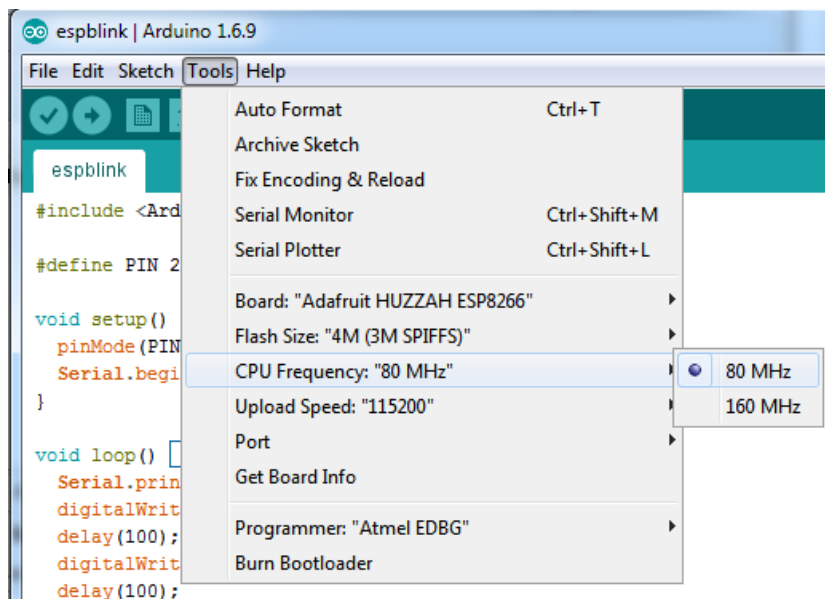 espblink | Arduino 1.6.9
File Edit Sketch Tools Help
Auto Format Ctrl+T
Archive Sketch
Fix Encoding & Reload
Serial Monitor Ctrl+Shift+M
Serial Plotter Ctrl+Shift+L
Board: "Adafruit HUZZAH ESP8266"
Flash Size: "4M (3M SPIFFS)"
CPU Frequency: "80 MHz"
80 MHz
160 MHz
Upload Speed: "115200"
Port
Get Board Info
Programmer: "Atmel EDBG"
Burn Bootloader
espblink
#include <Ard
#define PIN 2
void setup()
pinMode(PIN
Serial.begi
}
void loop()
Serial.prin
digitalWrit
delay(100);
digitalWrit
delay(100);